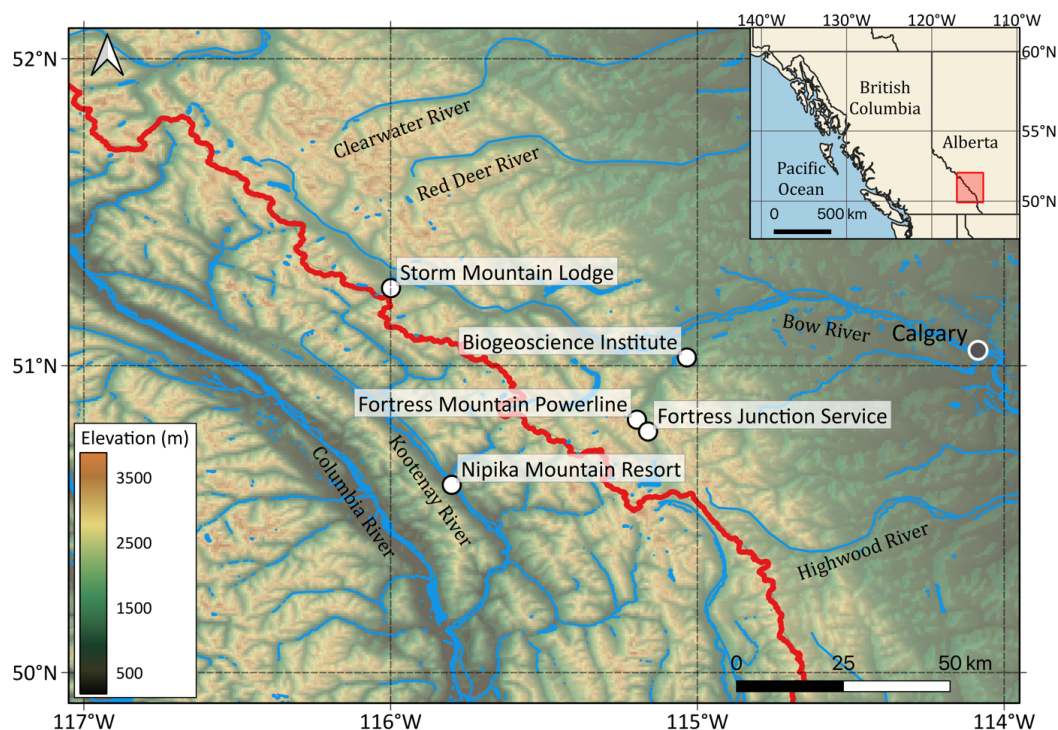 140°W 130°W 120°W 110°W
52°N
60°N
British
Columbia
Clearwater River
55°N
Alberta
Red Deer River
Pacific
Ocean
50°N
0 500 km
Storm Mountain Lodge
Bow River
Calgary
Biogeoscience Institute
51°N
Fortress Mountain Powerline
Fortress Junction Service
Elevation (m)
3500
2500
1500
500
Kootenay River
Columbia River
Nipika Mountain Resort
Highwood River
50°N
0 25 50 km
117°W 116°W 115°W 114°W